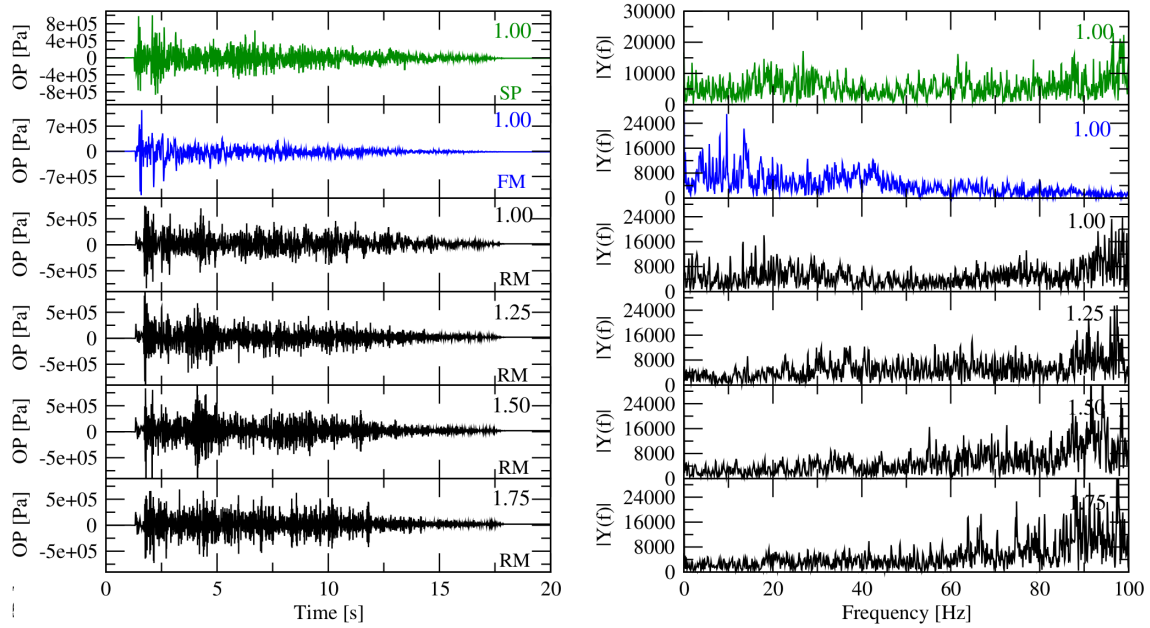 OP [Pa]
8e+05
4e+05
0
-4e+05
-8e+05
1.00
SP
OP [Pa]
7e+05
0
-7e+05
1.00
FM
OP [Pa]
5e+05
0
-5e+05
1.00
RM
OP [Pa]
5e+05
0
-5e+05
1.25
RM
OP [Pa]
5e+05
0
-5e+05
1.50
RM
OP [Pa]
5e+05
0
-5e+05
1.75
RM
0 5 10 15 20
Time [s]
|Y(f)|
30000
20000
10000
0
1.00
|Y(f)|
24000
16000
8000
0
1.00
|Y(f)|
24000
16000
8000
0
1.00
|Y(f)|
24000
16000
8000
0
1.25
|Y(f)|
24000
16000
8000
0
1.50
|Y(f)|
24000
16000
8000
0
1.75
0 20 40 60 80 100
Frequency [Hz]